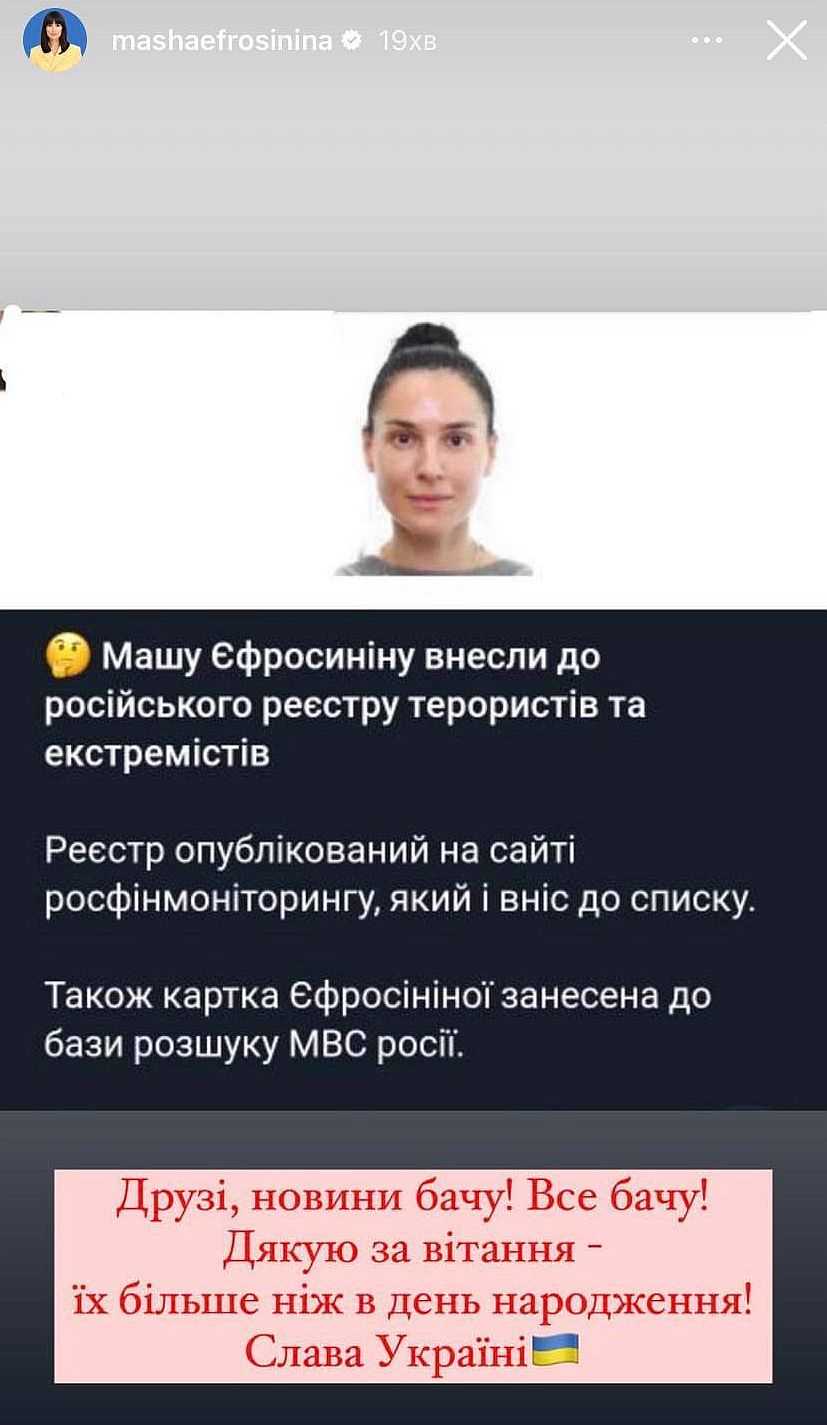 mashaefrosinina 19хв
🤔 Машу Єфросиніну внесли до
російського реєстру терористів та
екстремістів
Реєстр опублікований на сайті
росфінмоніторингу, який і вніс до списку.
Також картка Єфросініної занесена до
бази розшуку МВС росії.
Друзі, новини бачу! Все бачу!
Дякую за вітання -
їх більше ніж в день народження!
Слава Україні🇺🇦